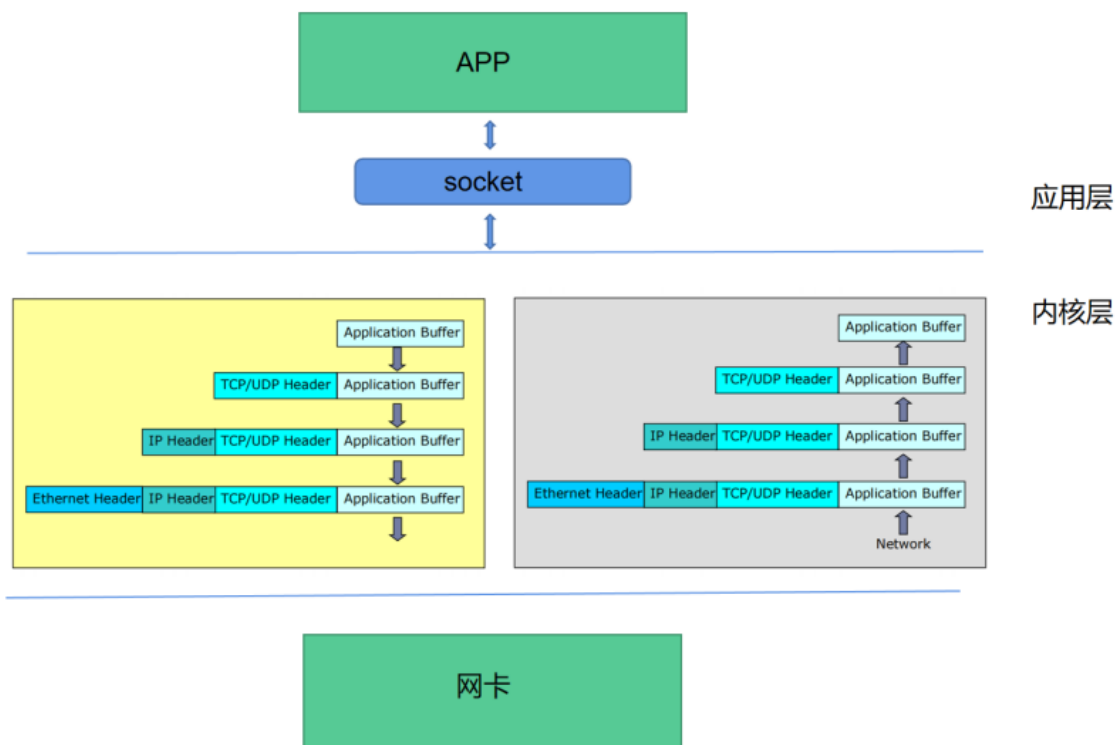 APP
socket
应用层
内核层
Application Buffer
TCP/UDP Header Application Buffer
IP Header TCP/UDP Header Application Buffer
Ethernet Header IP Header TCP/UDP Header Application Buffer
Application Buffer
TCP/UDP Header Application Buffer
IP Header TCP/UDP Header Application Buffer
Ethernet Header IP Header TCP/UDP Header Application Buffer
Network
网卡